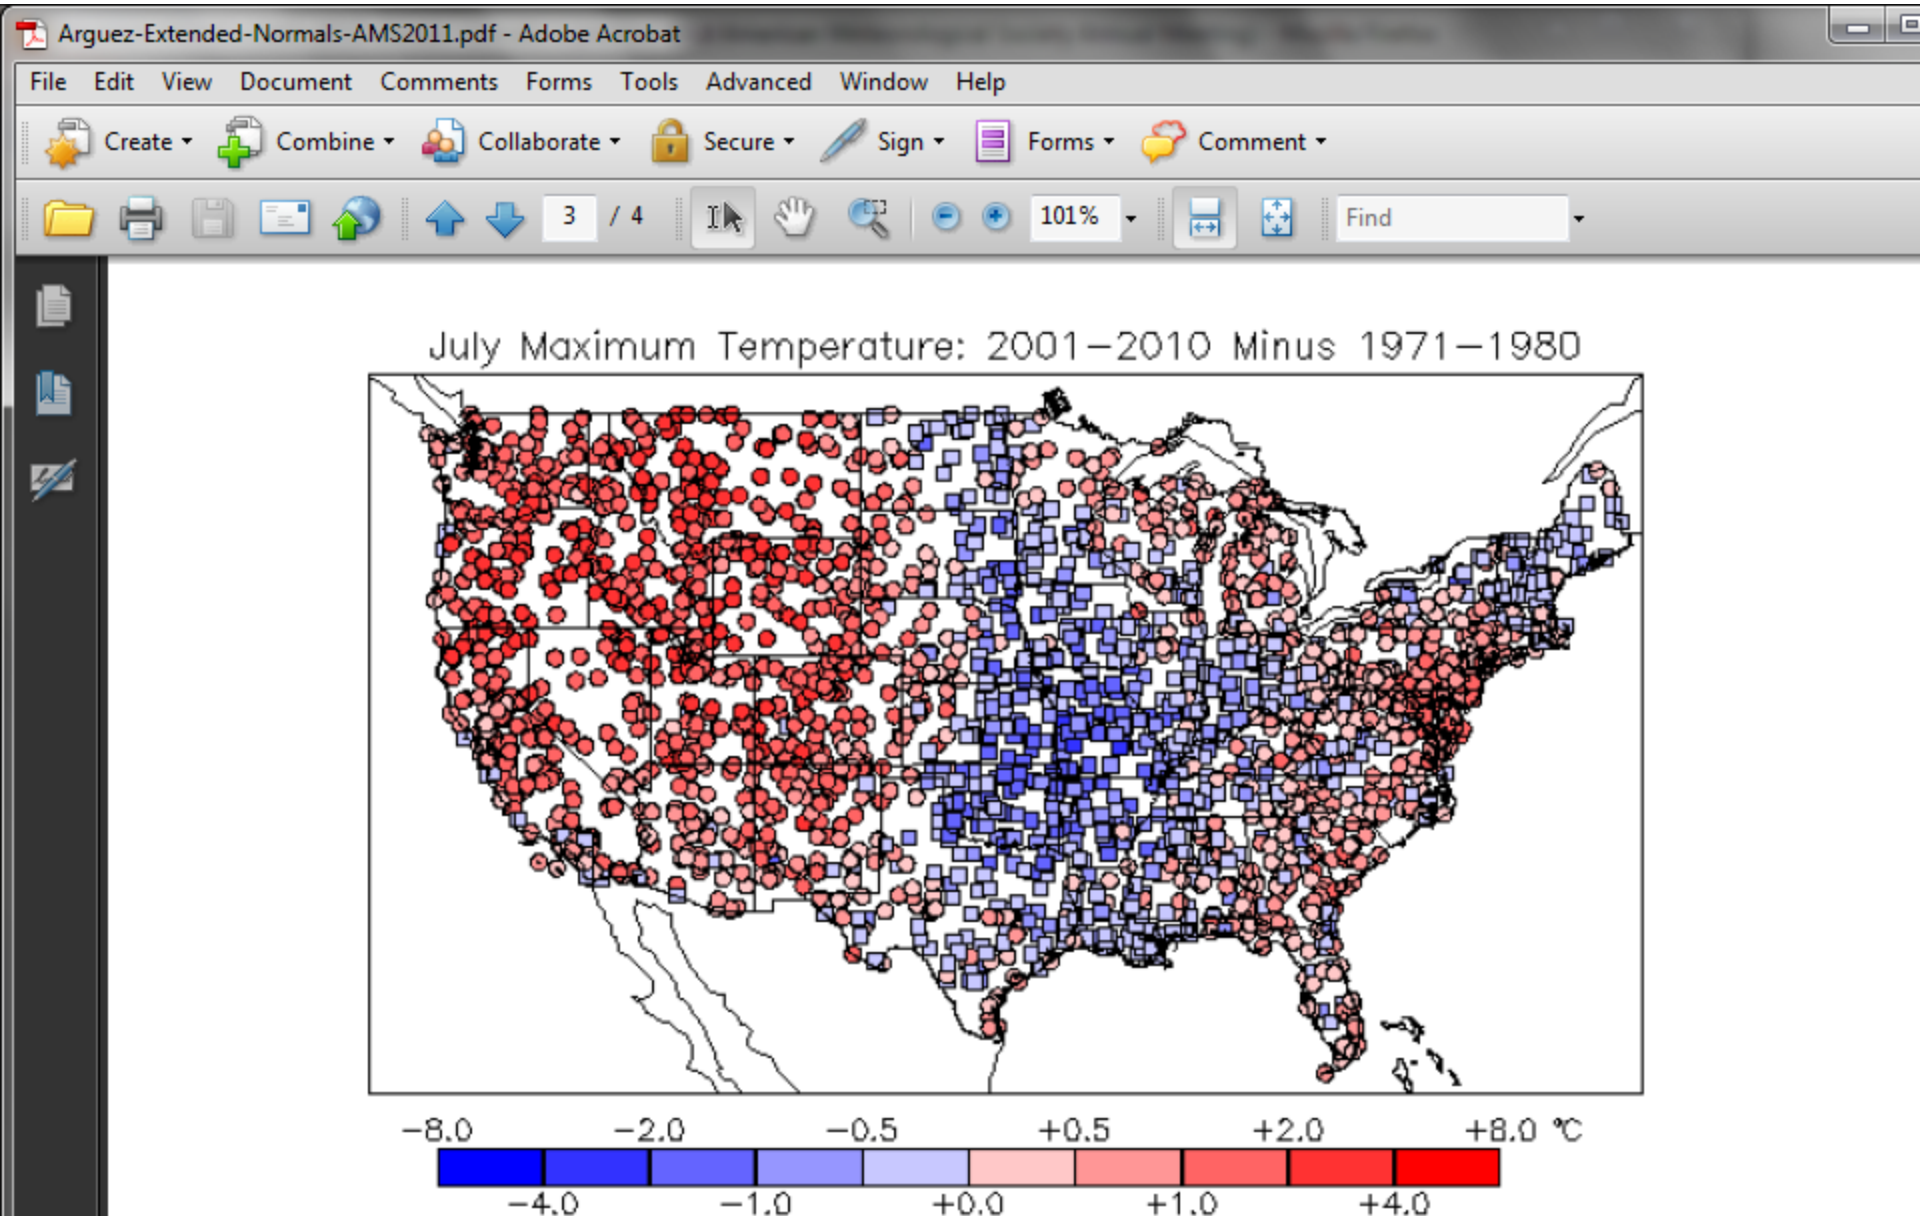 Arguez-Extended-Normals-AMS2011.pdf - Adobe Acrobat
File Edit View Document Comments Forms Tools Advanced Window Help
Create Combine Collaborate Secure Sign Forms Comment
3 / 4 101% Find
July Maximum Temperature: 2001-2010 Minus 1971-1980
-8.0 -2.0 -0.5 +0.5 +2.0 +8.0 °C
-4.0 -1.0 +0.0 +1.0 +4.0